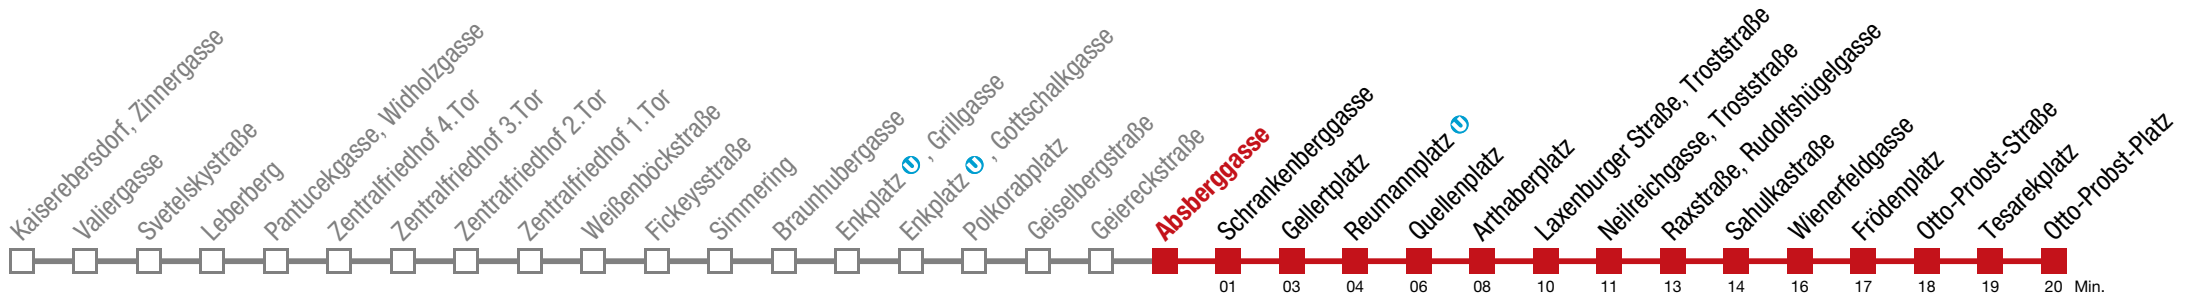 Kaiserebersdorf, Zinnergasse
Valiergasse
Svetelskystraße
Leberberg
Pantucekgasse, Widholzgasse
Zentralfriedhof 4.Tor
Zentralfriedhof 3.Tor
Zentralfriedhof 2.Tor
Zentralfriedhof 1.Tor
Weißenböckstraße
Fickeysstraße
Simmering
Braunhubergasse
Enkplatz U , Grillgasse
Enkplatz U , Gottschalkgasse
Polkorabplatz
Geiselbergstraße
Geiereckstraße
Absberggasse
Schrankenberggasse
Gellertplatz
Reumannplatz U
Quellenplatz
Arthaberplatz
Laxenburger Straße, Troststraße
Neilreichgasse, Troststraße
Raxstraße, Rudolfshügelgasse
Sahulkastraße
Wienerfeldgasse
Frödenplatz
Otto-Probst-Straße
Tesarekplatz
Otto-Probst-Platz
01 03 04 06 08 10 11 13 14 16 17 18 19 20 Min.